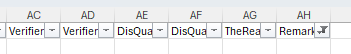 AC AD AE AF AG AH
Verifier Verifier DisQua DisQua TheRea Remark